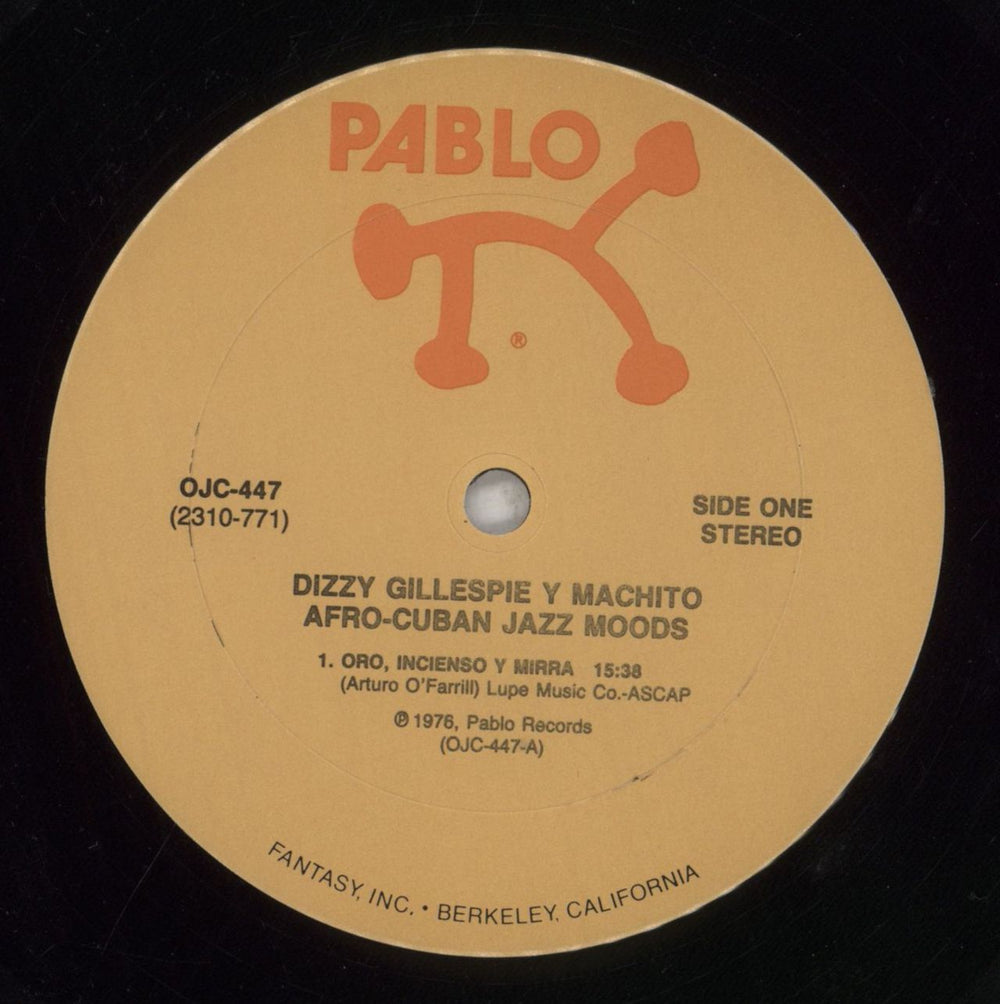 PABLO
®
OJC-447
(2310-771)
SIDE ONE
STEREO
DIZZY GILLESPIE Y MACHITO
AFRO-CUBAN JAZZ MOODS
1. ORO, INCIENSO Y MIRRA 15:38
(Arturo O'Farrill) Lupe Music Co.-ASCAP
℗ 1976, Pablo Records
(OJC-447-A)
FANTASY, INC. • BERKELEY, CALIFORNIA